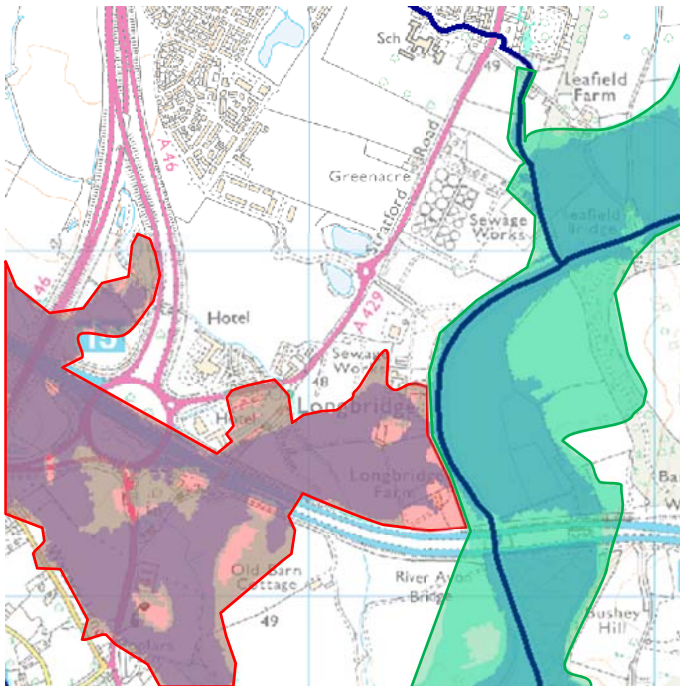 Sch
49
Leafield
Farm
A 46
Stratford Road
Greenacre
Sewage
Works
Leafield
Bridge
46
A 429
Hotel
15
Sewage
Works
48
Longbridge
Hotel
Longbridge
Farm
Old Barn
Cottage
River Avon
Bridge
49
Bushey
Hill
Ba
W